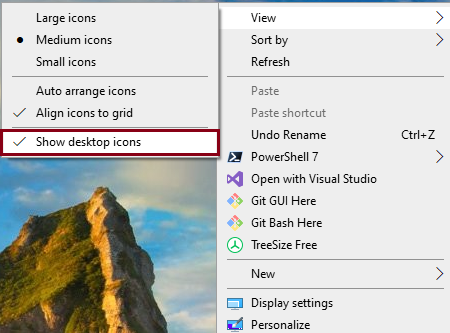 Large icons
Medium icons
Small icons
Auto arrange icons
Align icons to grid
Show desktop icons
View
Sort by
Refresh
Paste
Paste shortcut
Undo Rename Ctrl+Z
PowerShell 7
Open with Visual Studio
Git GUI Here
Git Bash Here
TreeSize Free
New
Display settings
Personalize